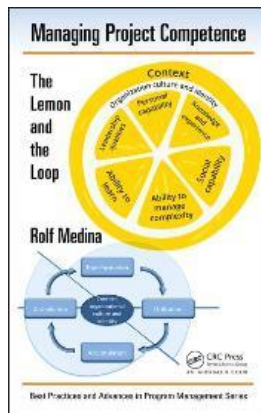 Managing Project Competence
The Lemon
and the
Loop
Context
Organization culture and identity
Personal
capability
Knowledge
and
experience
Leadership
Social
capability
Ability to
manage
complexity
Ability to
learn
Rolf Medina
Utilization
CRC Press
Best Practices and Advances in Program Management Series